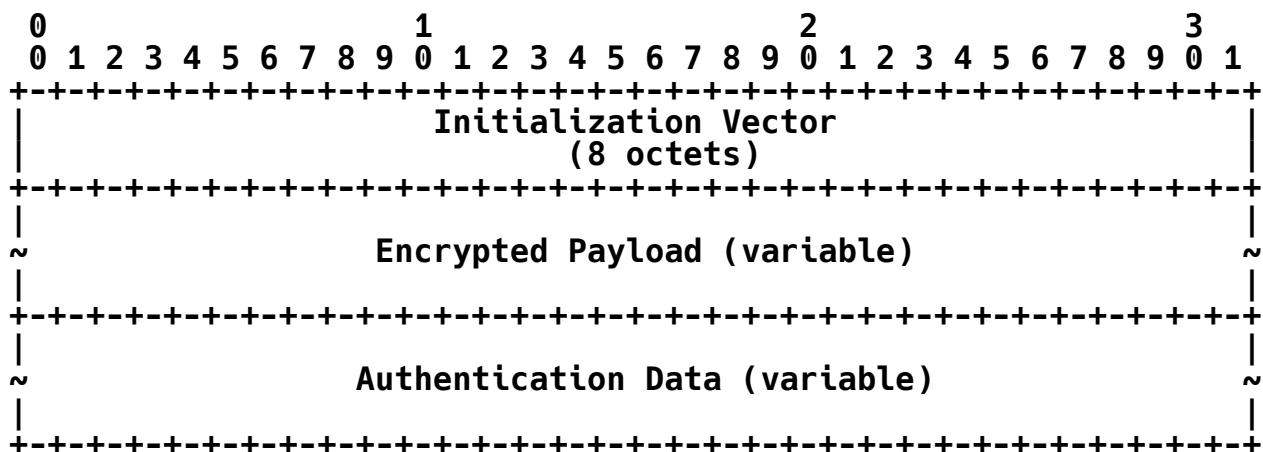 0                   1                   2                   3
 0 1 2 3 4 5 6 7 8 9 0 1 2 3 4 5 6 7 8 9 0 1 2 3 4 5 6 7 8 9 0 1
+-+-+-+-+-+-+-+-+-+-+-+-+-+-+-+-+-+-+-+-+-+-+-+-+-+-+-+-+-+-+-+-+
|                     Initialization Vector                     |
|                            (8 octets)                         |
+-+-+-+-+-+-+-+-+-+-+-+-+-+-+-+-+-+-+-+-+-+-+-+-+-+-+-+-+-+-+-+-+
|                                                               |
~                  Encrypted Payload (variable)                 ~
|                                                               |
+-+-+-+-+-+-+-+-+-+-+-+-+-+-+-+-+-+-+-+-+-+-+-+-+-+-+-+-+-+-+-+-+
|                                                               |
~                 Authentication Data (variable)                ~
|                                                               |
+-+-+-+-+-+-+-+-+-+-+-+-+-+-+-+-+-+-+-+-+-+-+-+-+-+-+-+-+-+-+-+-+